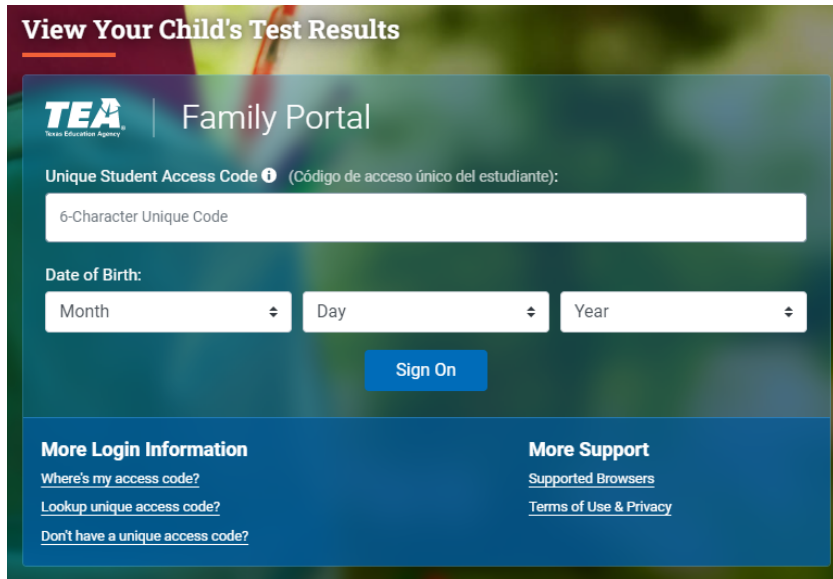 View Your Child's Test Results
TEA
Texas Education Agency
Family Portal
Unique Student Access Code (Código de acceso único del estudiante):
6-Character Unique Code
Date of Birth:
Month Day Year
Sign On
More Login Information
Where's my access code?
Lookup unique access code?
Don't have a unique access code?
More Support
Supported Browsers
Terms of Use & Privacy